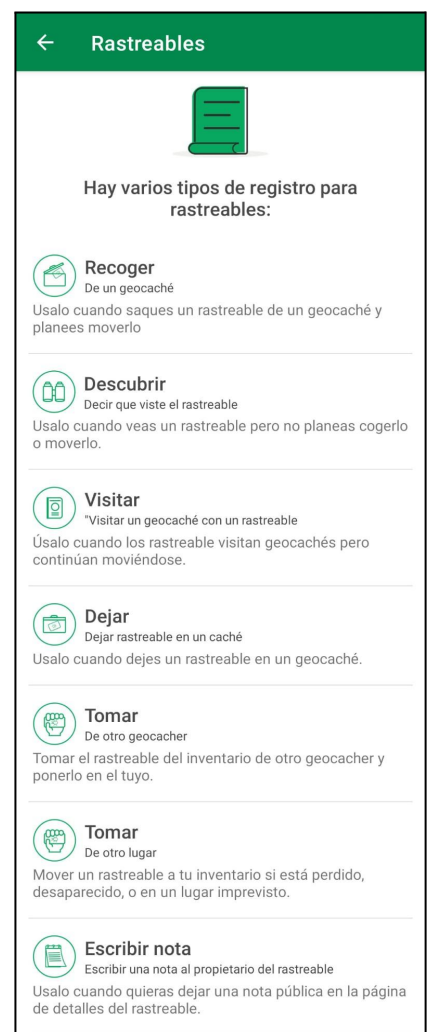 Rastreables
Hay varios tipos de registro para
rastreables:
Recoger
De un geocaché
Usalo cuando saques un rastreable de un geocaché y
planees moverlo
Descubrir
Decir que viste el rastreable
Usalo cuando veas un rastreable pero no planeas cogerlo
o moverlo.
Visitar
"Visitar un geocaché con un rastreable
Úsalo cuando los rastreable visitan geocachés pero
continúan moviéndose.
Dejar
Dejar rastreable en un caché
Usalo cuando dejes un rastreable en un geocaché.
Tomar
De otro geocacher
Tomar el rastreable del inventario de otro geocacher y
ponerlo en el tuyo.
Tomar
De otro lugar
Mover un rastreable a tu inventario si está perdido,
desaparecido, o en un lugar imprevisto.
Escribir nota
Escribir una nota al propietario del rastreable
Usalo cuando quieras dejar una nota pública en la página
de detalles del rastreable.